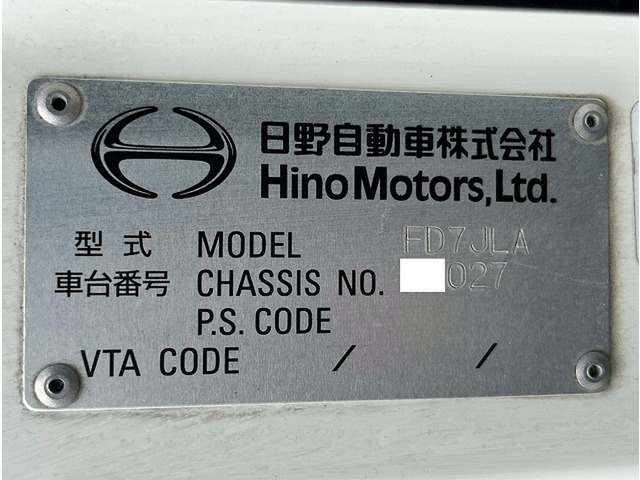 日野自動車株式会社
Hino Motors, Ltd.
型式 MODEL FD7JLA
車台番号 CHASSIS NO. 027
P.S. CODE
VTA CODE / /